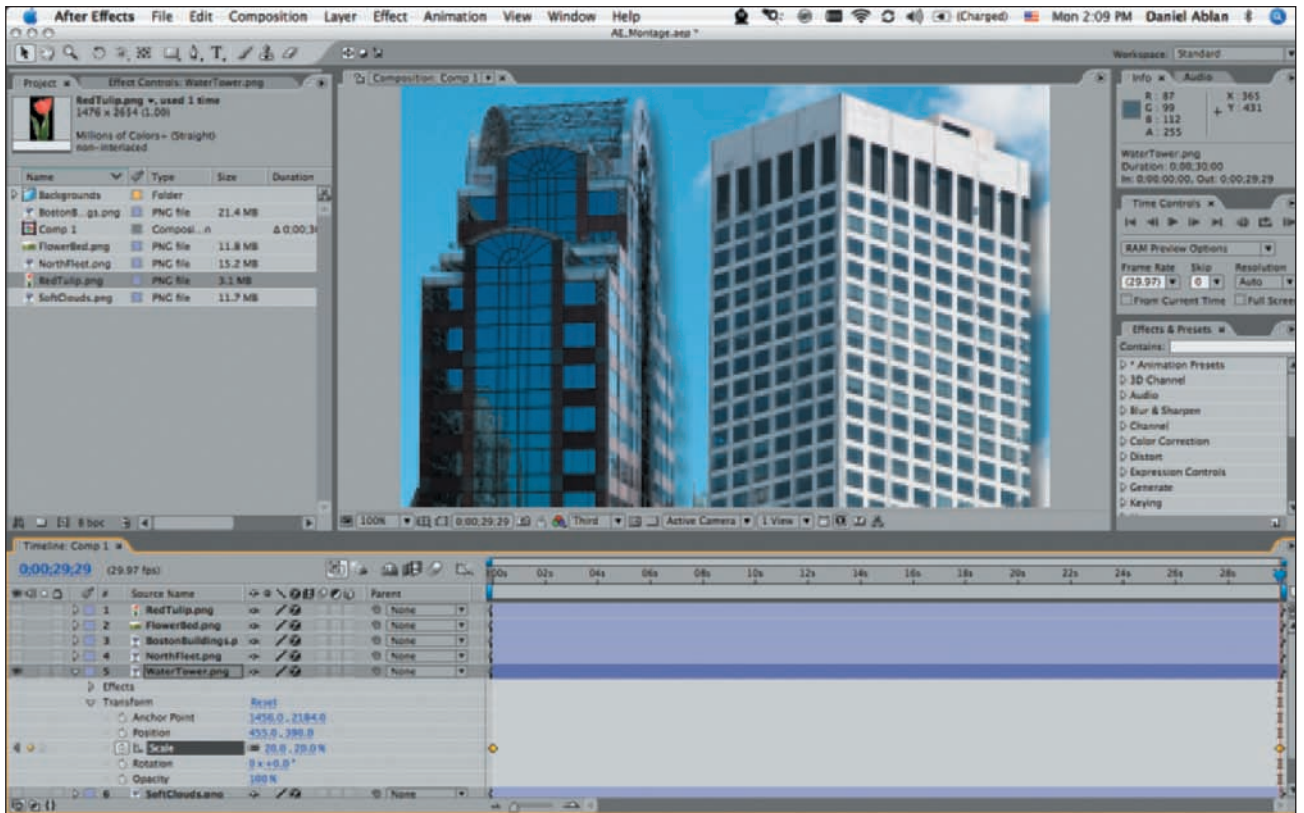 After Effects File Edit Composition Layer Effect Animation View Window Help (Charged) Mon 2:09 PM Daniel Ablan
AE_Montage.aep *
Workspace: Standard
Project Effect Controls: WaterTower.png
RedTulip.png, used 1 time
1476 x 2654 (1.00)
Millions of Colors+ (Straight)
non-interlaced
Name Type Size Duration
Backgrounds Folder
BostonB...gs.png PNG file 21.4 MB
Comp 1 Composi...n Δ 0;00;3
FlowerBed.png PNG file 11.8 MB
NorthFleet.png PNG file 15.2 MB
RedTulip.png PNG file 3.1 MB
SoftClouds.png PNG file 11.7 MB
8 bpc
Composition: Comp 1
100% 0;00;29;29 Third Active Camera 1 View
Info Audio
R : 87
G : 99
B : 112
A : 255
X : 365
+ Y : 431
WaterTower.png
Duration: 0;00;30;00
In: 0;00;00;00, Out: 0;00;29;29
Time Controls
RAM Preview Options
Frame Rate Skip Resolution
(29.97) 0 Auto
From Current Time Full Scree
Effects & Presets
Contains:
* Animation Presets
3D Channel
Audio
Blur & Sharpen
Channel
Color Correction
Distort
Expression Controls
Generate
Keying
Timeline: Comp 1
0;00;29;29 (29.97 fps)
:00s 02s 04s 06s 08s 10s 12s 14s 16s 18s 20s 22s 24s 26s 28s
# Source Name Parent
1 RedTulip.png None
2 FlowerBed.png None
3 BostonBuildings.p None
4 NorthFleet.png None
5 WaterTower.png None
Effects
Transform Reset
Anchor Point 1456.0, 2184.0
Position 455.0, 380.0
Scale 20.0, 20.0%
Rotation 0 x +0.0°
Opacity 100%
6 SoftClouds.png None